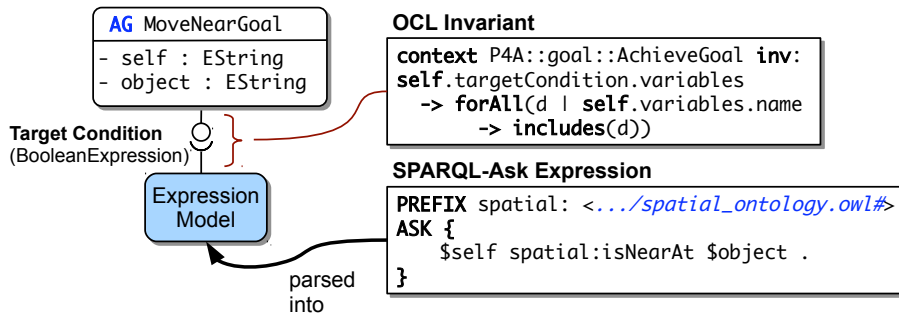 AG MoveNearGoal
- self : EString
- object : EString
Target Condition
(BooleanExpression)
Expression
Model
parsed
into
OCL Invariant
context P4A::goal::AchieveGoal inv:
self.targetCondition.variables
-> forAll(d | self.variables.name
-> includes(d))
SPARQL-Ask Expression
PREFIX spatial: <.../spatial_ontology.owl#>
ASK {
$self spatial:isNearAt $object .
}